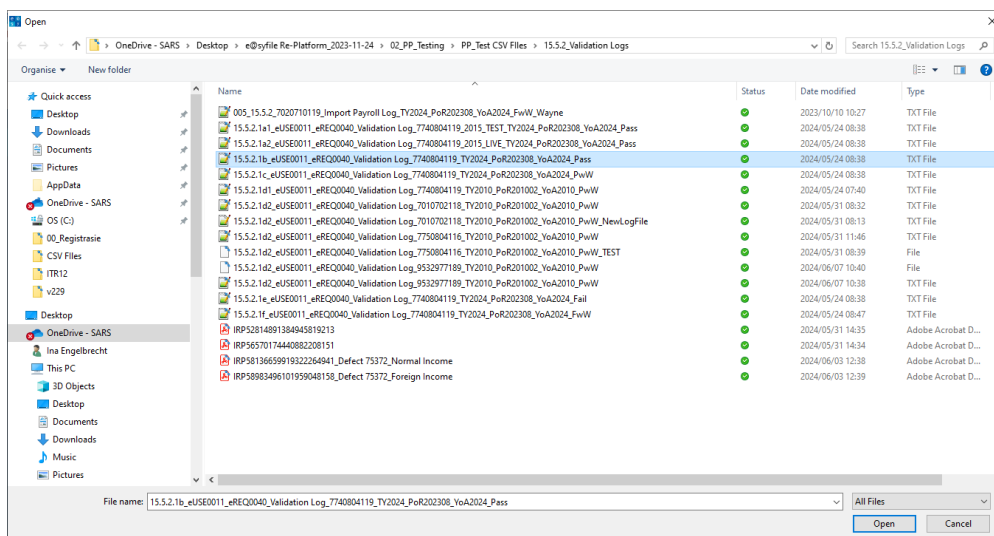 Open
OneDrive - SARS > Desktop > e@syfile Re-Platform_2023-11-24 > 02_PP_Testing > PP_Test CSV FIles > 15.5.2_Validation Logs
Search 15.5.2_Validation Logs
Organise
New folder
Quick access
Desktop
Downloads
Documents
Pictures
AppData
OneDrive - SARS
OS (C:)
00_Registrasie
CSV FIles
ITR12
v229
Desktop
OneDrive - SARS
Ina Engelbrecht
This PC
3D Objects
Desktop
Documents
Downloads
Music
Pictures
Name Status Date modified Type
005_15.5.2_7020710119_Import Payroll Log_TY2024_PoR202308_YoA2024_FwW_Wayne 2023/10/10 10:27 TXT File
15.5.2.1a1_eUSE0011_eREQ0040_Validation Log_7740804119_2015_TEST_TY2024_PoR202308_YoA2024_Pass 2024/05/24 08:38 TXT File
15.5.2.1a2_eUSE0011_eREQ0040_Validation Log_7740804119_2015_LIVE_TY2024_PoR202308_YoA2024_Pass 2024/05/24 08:38 TXT File
15.5.2.1b_eUSE0011_eREQ0040_Validation Log_7740804119_TY2024_PoR202308_YoA2024_Pass 2024/05/24 08:38 TXT File
15.5.2.1c_eUSE0011_eREQ0040_Validation Log_7740804119_TY2024_PoR202308_YoA2024_PwW 2024/05/24 08:38 TXT File
15.5.2.1d1_eUSE0011_eREQ0040_Validation Log_7740804119_TY2010_PoR201002_YoA2010_PwW 2024/05/24 07:40 TXT File
15.5.2.1d2_eUSE0011_eREQ0040_Validation Log_7010702118_TY2010_PoR201002_YoA2010_PwW 2024/05/31 08:32 TXT File
15.5.2.1d2_eUSE0011_eREQ0040_Validation Log_7010702118_TY2010_PoR201002_YoA2010_PwW_NewLogFile 2024/05/31 08:13 TXT File
15.5.2.1d2_eUSE0011_eREQ0040_Validation Log_7750804116_TY2010_PoR201002_YoA2010_PwW 2024/05/31 11:46 TXT File
15.5.2.1d2_eUSE0011_eREQ0040_Validation Log_7750804116_TY2010_PoR201002_YoA2010_PwW_TEST 2024/05/31 08:39 File
15.5.2.1d2_eUSE0011_eREQ0040_Validation Log_9532977189_TY2010_PoR201002_YoA2010_PwW 2024/06/07 10:40 File
15.5.2.1d2_eUSE0011_eREQ0040_Validation Log_9532977189_TY2010_PoR201002_YoA2010_PwW 2024/06/07 10:38 TXT File
15.5.2.1e_eUSE0011_eREQ0040_Validation Log_7740804119_TY2024_PoR202308_YoA2024_Fail 2024/05/24 08:38 TXT File
15.5.2.1f_eUSE0011_eREQ0040_Validation Log_7740804119_TY2024_PoR202308_YoA2024_FwW 2024/05/24 08:47 TXT File
IRP52814891384945819213 2024/05/31 14:35 Adobe Acrobat D...
IRP56570174440882208151 2024/05/31 14:34 Adobe Acrobat D...
IRP58136659919322264941_Defect 75372_Normal Income 2024/06/03 12:38 Adobe Acrobat D...
IRP58983496101959048158_Defect 75372_Foreign Income 2024/06/03 12:39 Adobe Acrobat D...
File name: 15.5.2.1b_eUSE0011_eREQ0040_Validation Log_7740804119_TY2024_PoR202308_YoA2024_Pass
All Files
Open
Cancel